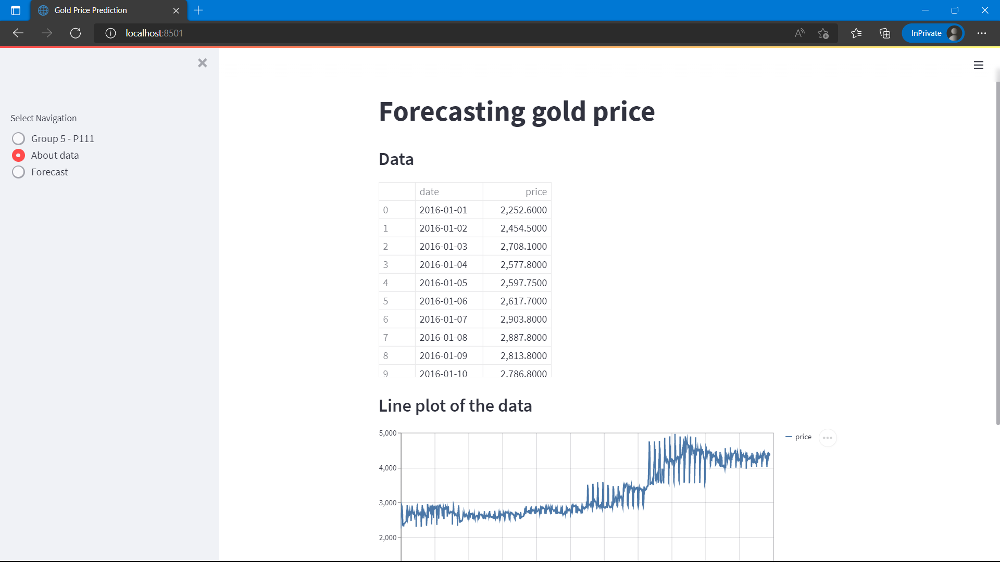 Gold Price Prediction
localhost:8501
InPrivate
Select Navigation
Group 5 - P111
About data
Forecast
Forecasting gold price
Data
date price
0 2016-01-01 2,252.6000
1 2016-01-02 2,454.5000
2 2016-01-03 2,708.1000
3 2016-01-04 2,577.8000
4 2016-01-05 2,597.7500
5 2016-01-06 2,617.7000
6 2016-01-07 2,903.8000
7 2016-01-08 2,887.8000
8 2016-01-09 2,813.8000
9 2016-01-10 2,786.8000
Line plot of the data
5,000
4,000
3,000
2,000
price